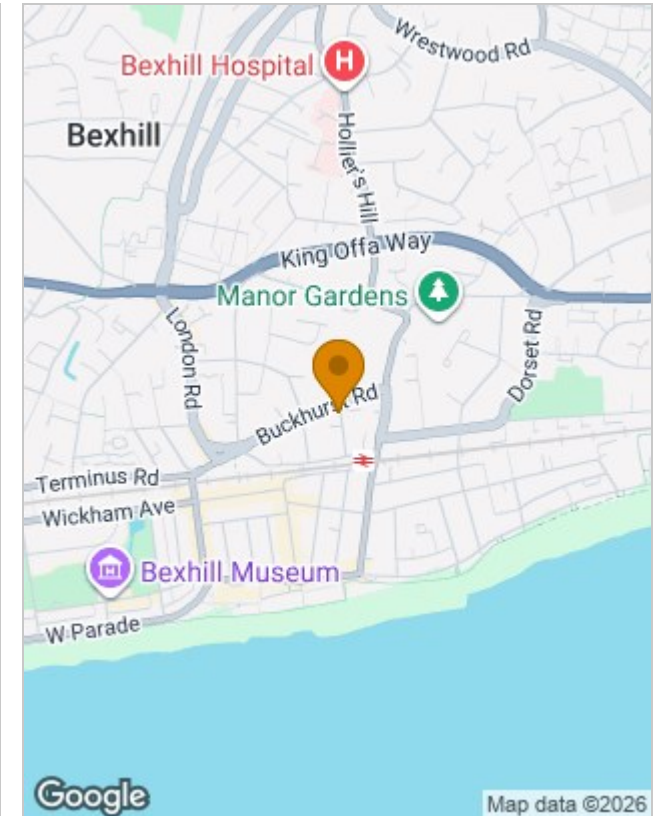 Wrestwood Rd
Bexhill Hospital
H
Bexhill
Hollier's Hill
King Offa Way
Manor Gardens
London Rd
Dorset Rd
Buckhurst Rd
Terminus Rd
Wickham Ave
Bexhill Museum
W Parade
Google
Map data ©2026